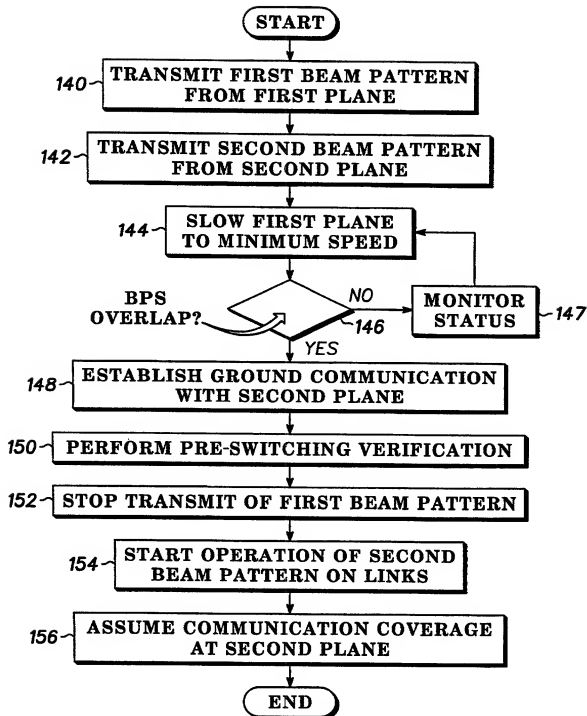 START
140
TRANSMIT FIRST BEAM PATTERN
FROM FIRST PLANE
142
TRANSMIT SECOND BEAM PATTERN
FROM SECOND PLANE
144
SLOW FIRST PLANE
TO MINIMUM SPEED
BPS
OVERLAP?
146
NO
MONITOR
STATUS
147
YES
148
ESTABLISH GROUND COMMUNICATION
WITH SECOND PLANE
150
PERFORM PRE-SWITCHING VERIFICATION
152
STOP TRANSMIT OF FIRST BEAM PATTERN
154
START OPERATION OF SECOND
BEAM PATTERN ON LINKS
156
ASSUME COMMUNICATION COVERAGE
AT SECOND PLANE
END